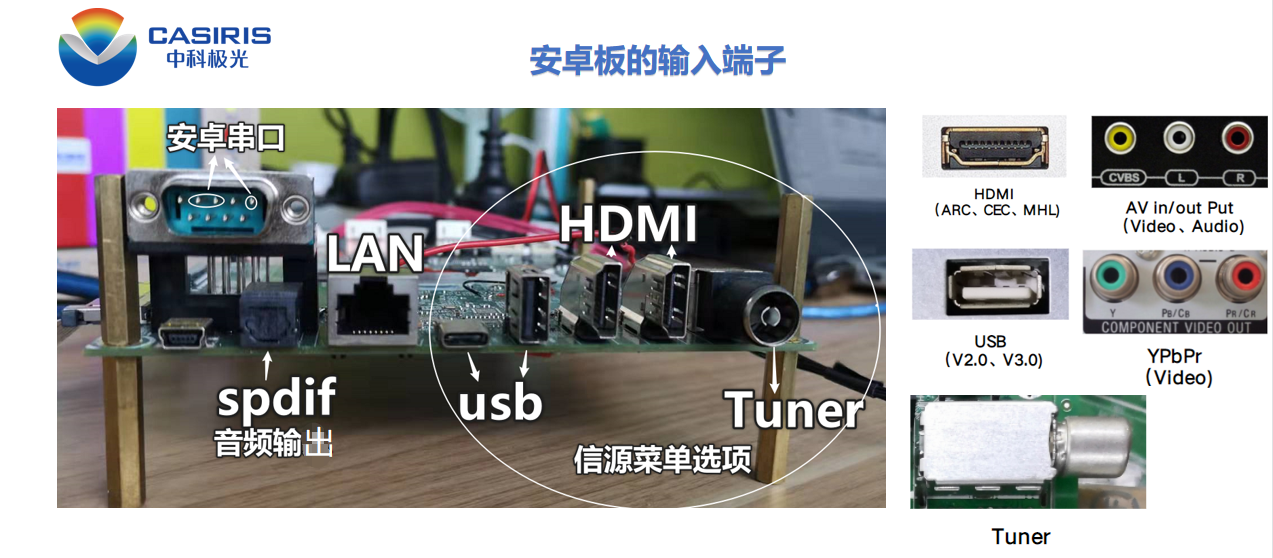 CASIRIS
中科极光
安卓板的输入端子
安卓串口
LAN
HDMI
spdif
音频输出
usb
Tuner
信源菜单选项
HDMI
（ARC、CEC、MHL）
CVBS L R
AV in/out Put
（Video、Audio）
USB
（V2.0、V3.0）
Y PB/CB PR/CR
COMPONENT VIDEO OUT
YPbPr
（Video）
Tuner